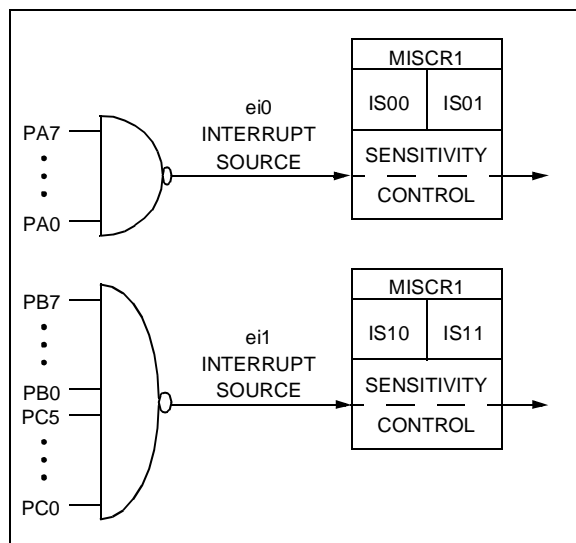 MISCR1
IS00 IS01
ei0
INTERRUPT
SOURCE
PA7
PA0
SENSITIVITY
CONTROL
MISCR1
IS10 IS11
ei1
INTERRUPT
SOURCE
PB7
PB0
PC5
PC0
SENSITIVITY
CONTROL